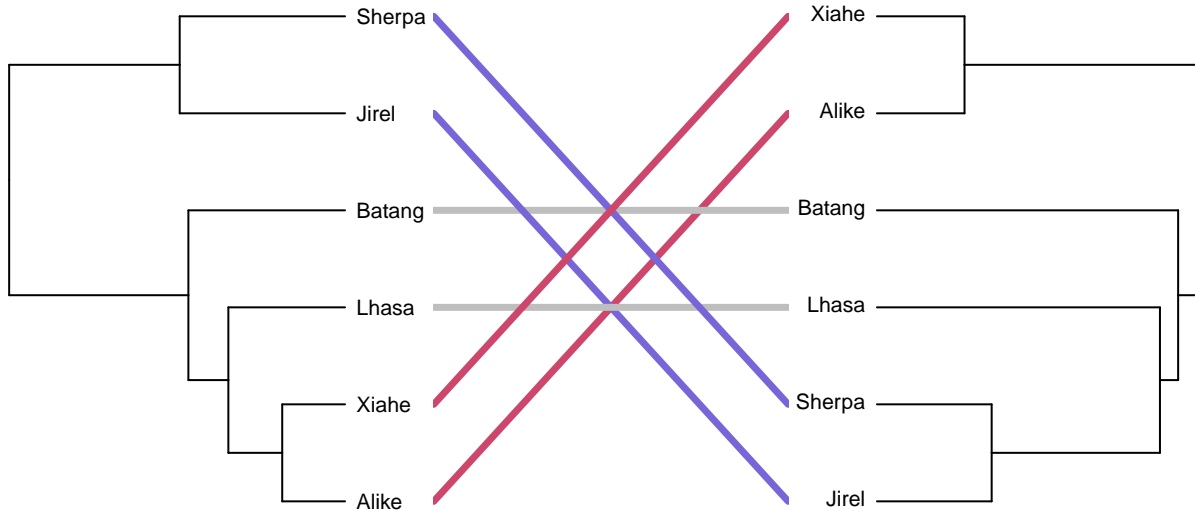 Sherpa
Jirel
Batang
Lhasa
Xiahe
Alike
Xiahe
Alike
Batang
Lhasa
Sherpa
Jirel